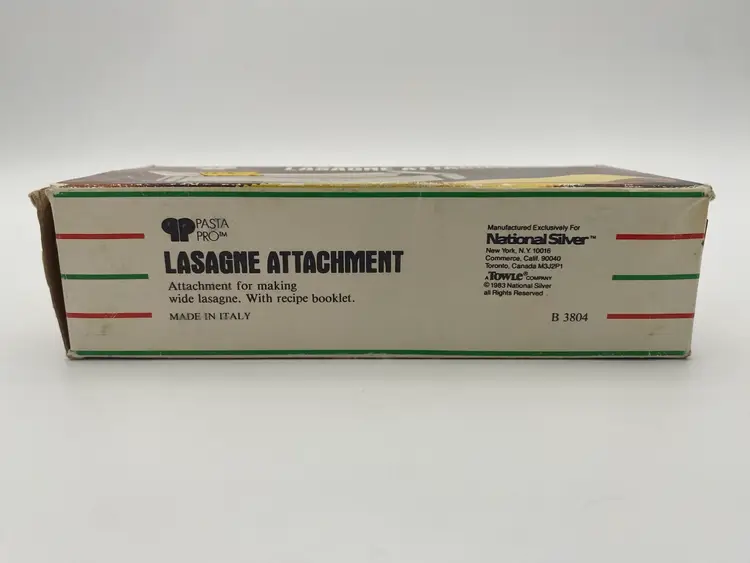 LASAGNE ATTACHMENT
PASTA
PRO™
LASAGNE ATTACHMENT
Attachment for making
wide lasagne. With recipe booklet.
MADE IN ITALY
Manufactured Exclusively For
National Silver™
New York, N.Y. 10016
Commerce, Calif. 90040
Toronto, Canada M3J2P1
A TOWLE® COMPANY
© 1983 National Silver
all Rights Reserved .
B 3804